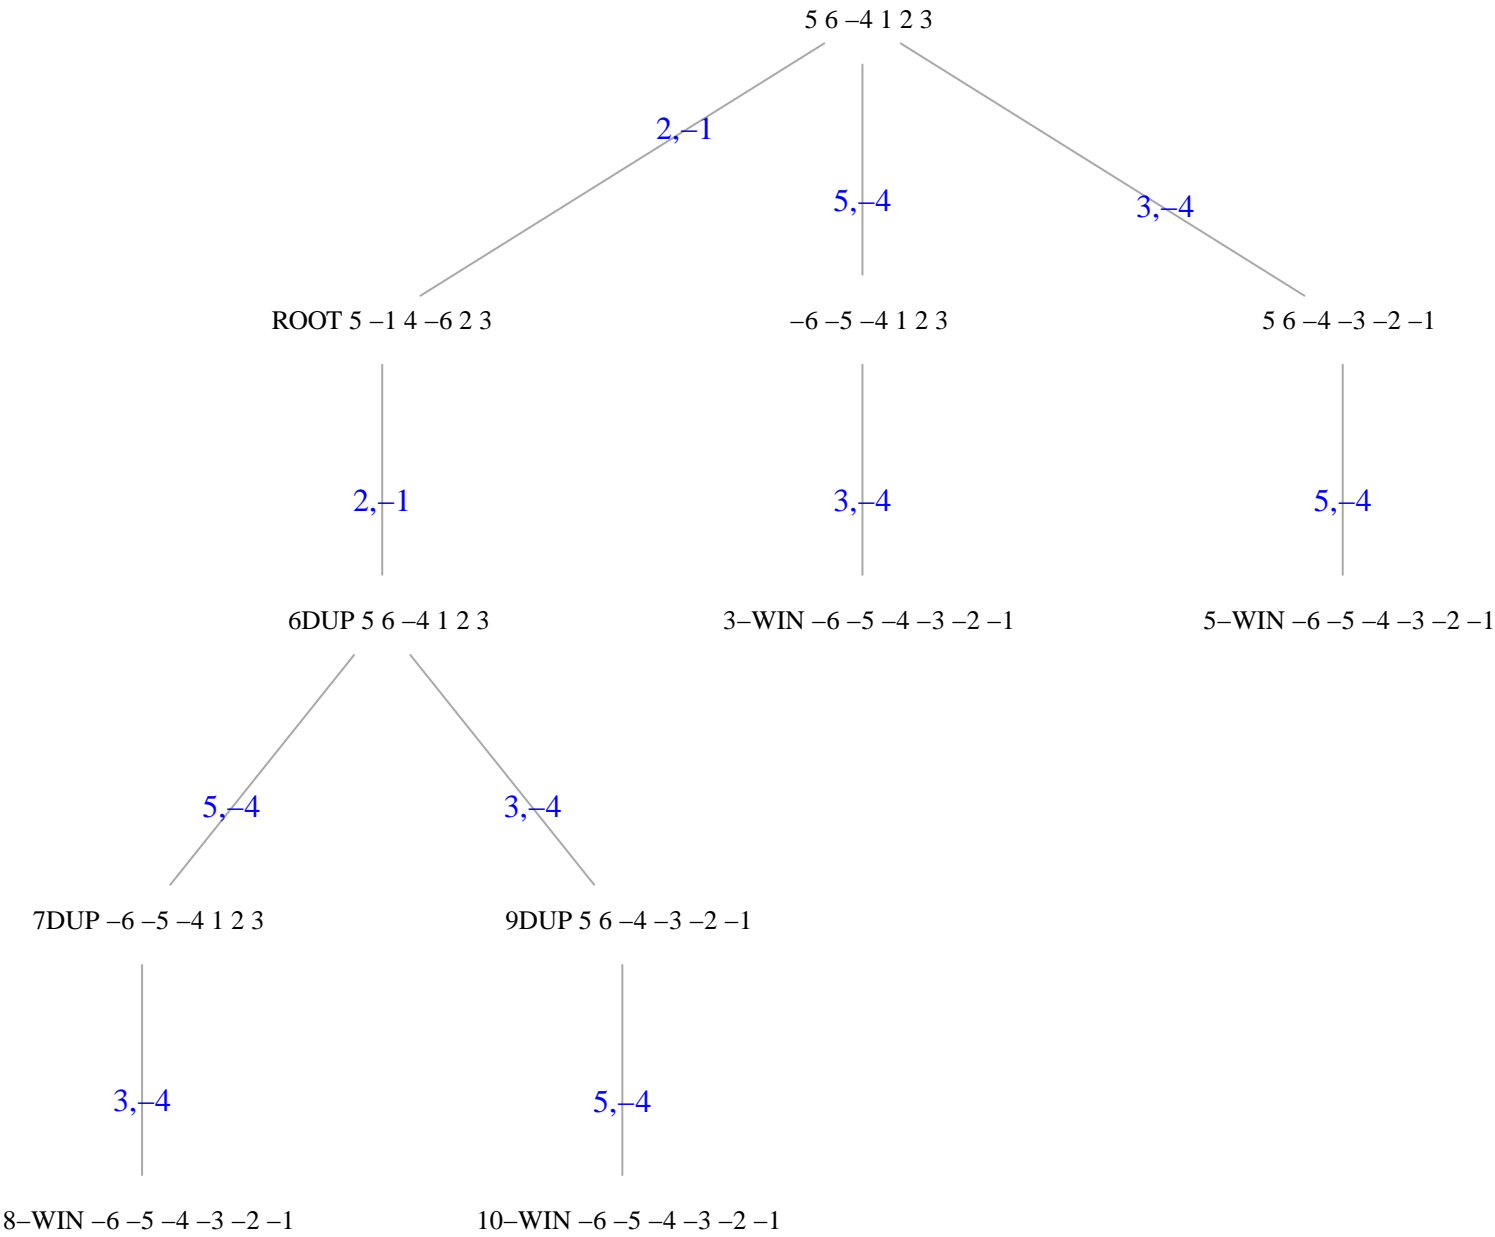 5 6 –4 1 2 3
2,–1
5,–4
3,–4
ROOT 5 –1 4 –6 2 3
–6 –5 –4 1 2 3
5 6 –4 –3 –2 –1
2,–1
3,–4
5,–4
6DUP 5 6 –4 1 2 3
3–WIN –6 –5 –4 –3 –2 –1
5–WIN –6 –5 –4 –3 –2 –1
5,–4
3,–4
7DUP –6 –5 –4 1 2 3
9DUP 5 6 –4 –3 –2 –1
3,–4
5,–4
8–WIN –6 –5 –4 –3 –2 –1
10–WIN –6 –5 –4 –3 –2 –1